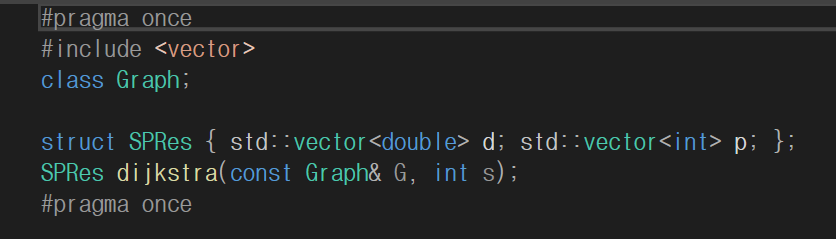 #pragma once
#include <vector>
class Graph;
struct SPRes { std::vector<double> d; std::vector<int> p; };
SPRes dijkstra(const Graph& G, int s);
#pragma once